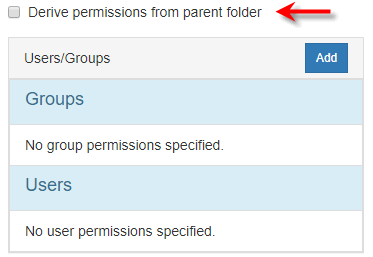 Derive permissions from parent folder
Users/Groups
Add
Groups
No group permissions specified.
Users
No user permissions specified.